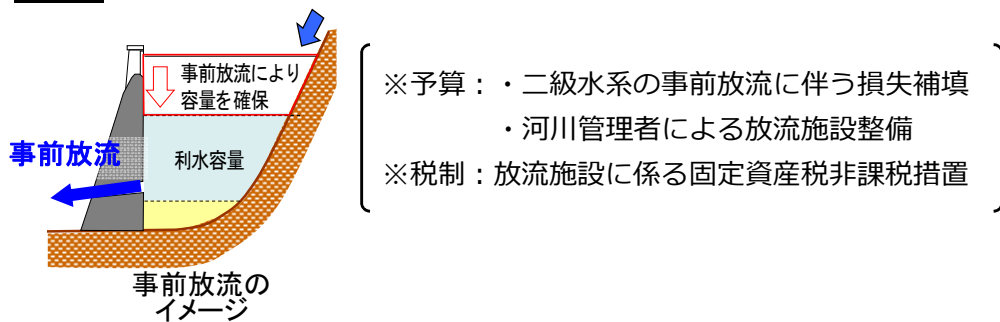 事前放流により
容量を確保
事前放流
利水容量
事前放流の
イメージ
※予算：・二級水系の事前放流に伴う損失補填
・河川管理者による放流施設整備
※税制：放流施設に係る固定資産税非課税措置